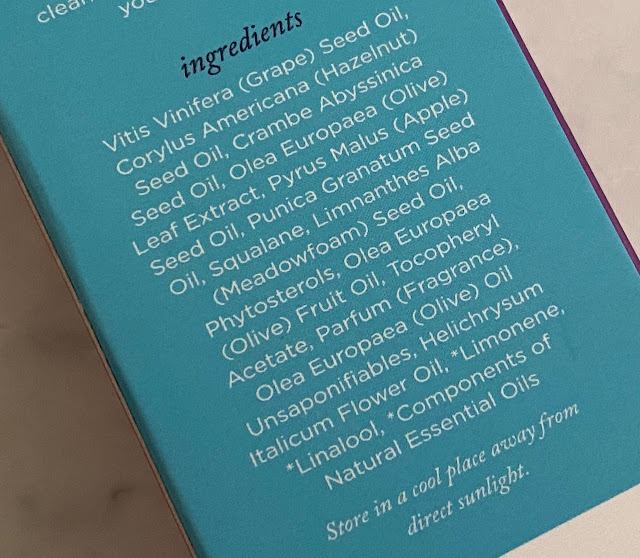 clean
you
ingredients
Vitis Vinifera (Grape) Seed Oil,
Corylus Americana (Hazelnut)
Seed Oil, Crambe Abyssinica
Seed Oil, Olea Europaea (Olive)
Leaf Extract, Pyrus Malus (Apple)
Seed Oil, Punica Granatum Seed
Oil, Squalane, Limnanthes Alba
(Meadowfoam) Seed Oil,
Phytosterols, Olea Europaea
(Olive) Fruit Oil, Tocopheryl
Acetate, Parfum (Fragrance),
Olea Europaea (Olive) Oil
Unsaponifiables, Helichrysum
Italicum Flower Oil, *Limonene,
*Linalool, *Components of
Natural Essential Oils
Store in a cool place away from
direct sunlight.